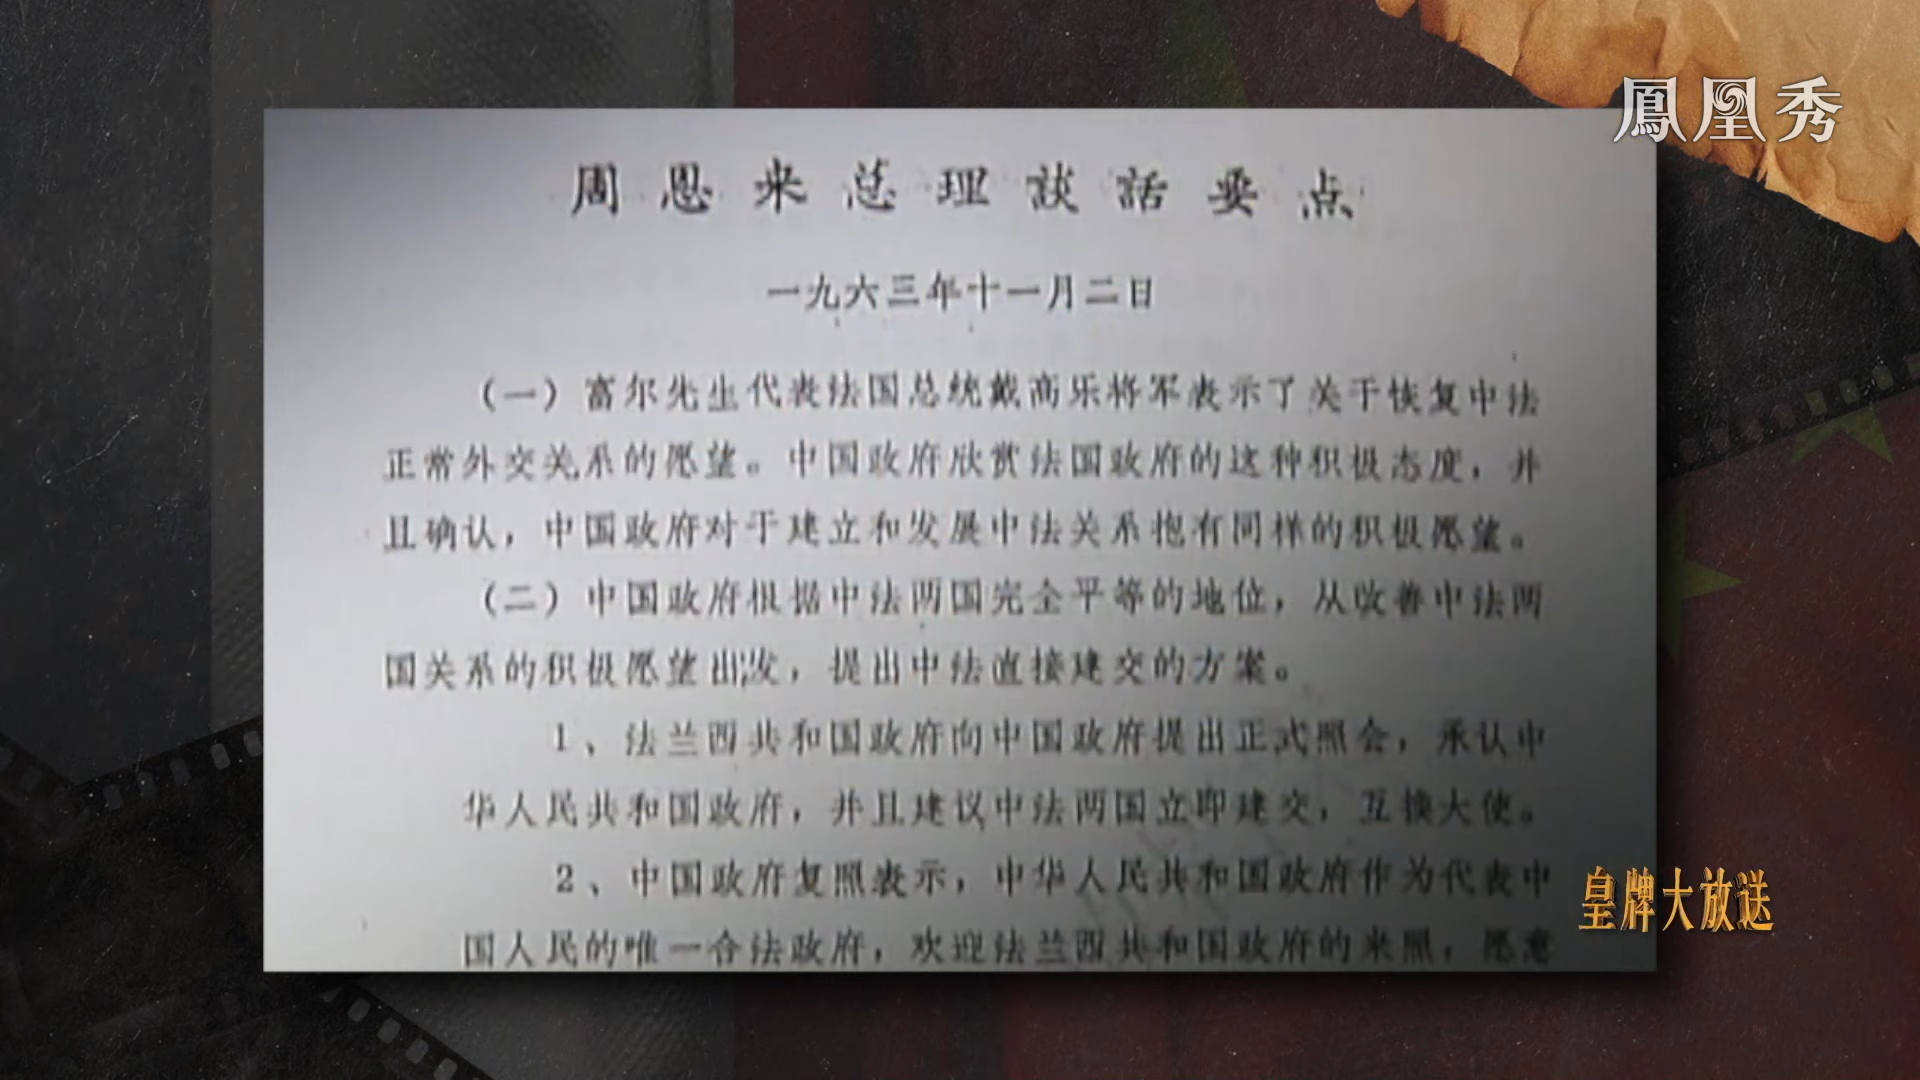 鳳凰秀
周恩来总理談話要点
一九六三年十一月二日
（一）富尔先生代表法国总统戴高乐将军表示了关于恢复中法
正常外交关系的愿望。中国政府欣赏法国政府的这种积极态度，并
且确认，中国政府对于建立和发展中法关系抱有同样的积极愿望。
（二）中国政府根据中法两国完全平等的地位，从改善中法两
国关系的积极愿望出发，提出中法直接建交的方案。
1、法兰西共和国政府向中国政府提出正式照会，承认中
华人民共和国政府，并且建议中法两国立即建交，互换大使。
2、中国政府复照表示，中华人民共和国政府作为代表中
国人民的唯一合法政府，欢迎法兰西共和国政府的来照，愿意
皇牌大放送